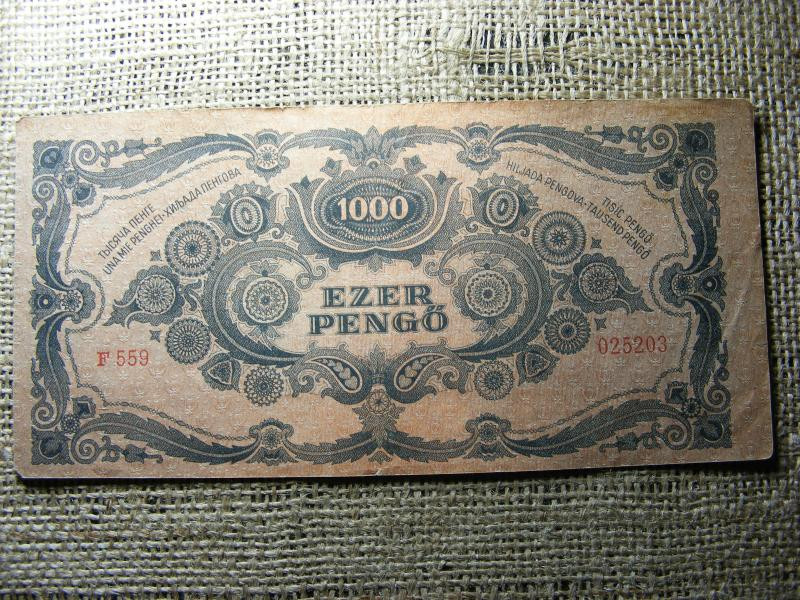 ТЫСЯЧА ПЕНГЕ
UNA MIE PENGHEI·ХИЉАДА ПЕНГОВА
1000
TISÍC PENGŐ
HILJADA PENGOVA·TAUSEND PENGŐ
EZER
PENGŐ
F 559
025203